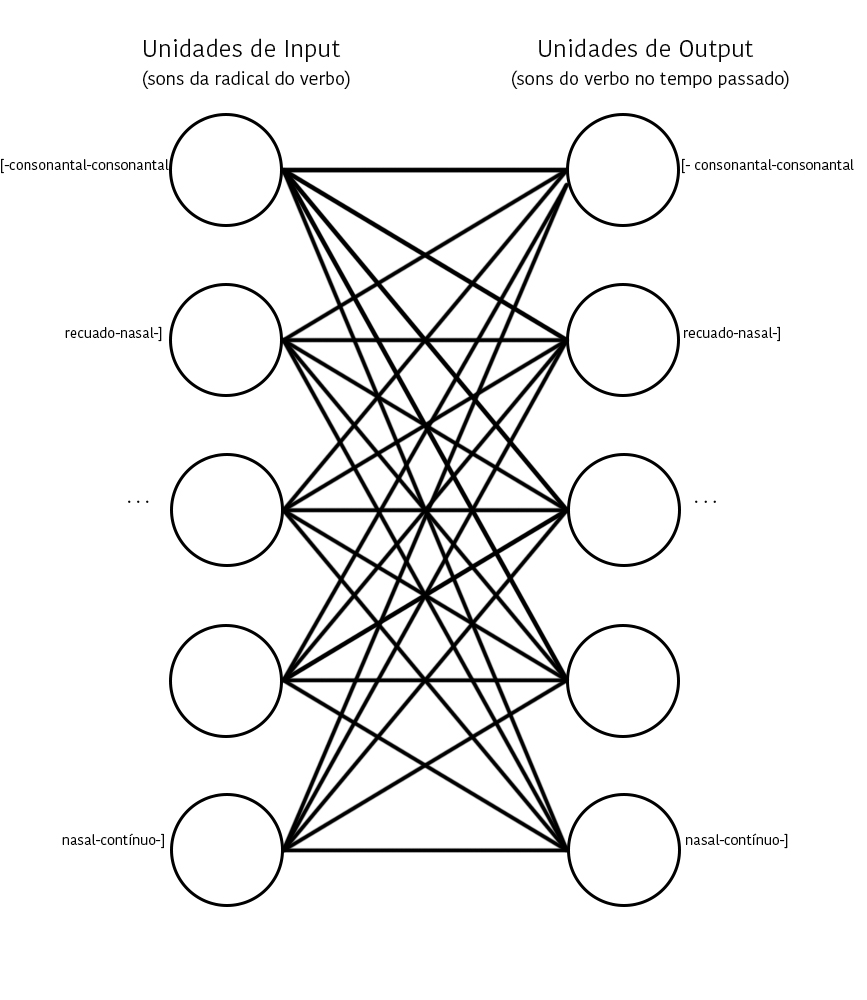 Unidades de Input
(sons da radical do verbo)
Unidades de Output
(sons do verbo no tempo passado)
[-consonantal-consonantal
[- consonantal-consonantal
recuado-nasal-]
recuado-nasal-]
...
...
nasal-contínuo-]
nasal-contínuo-]